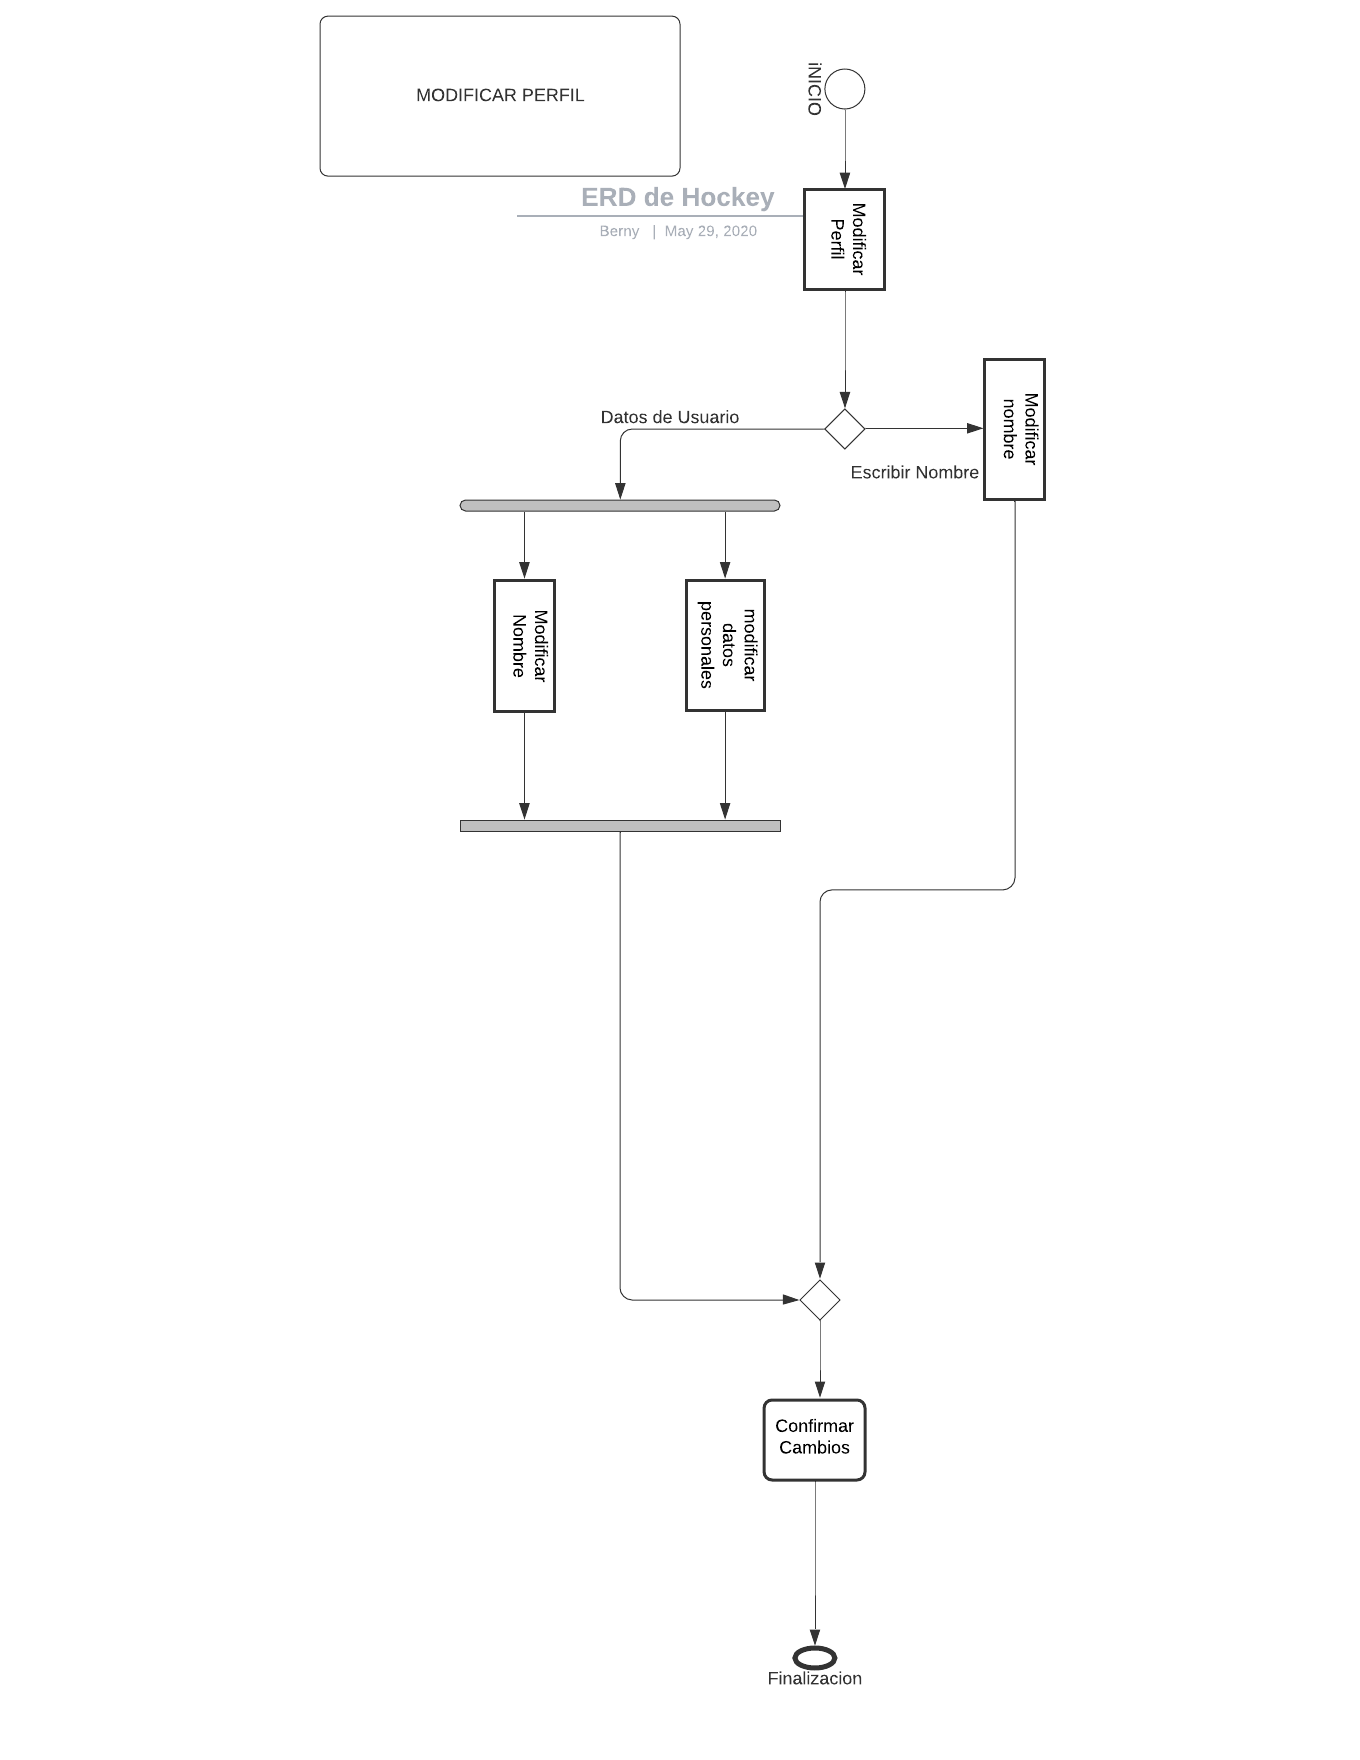 MODIFICAR PERFIL
iNICIO
ERD de Hockey
Berny | May 29, 2020
Modificar
Perfil
Datos de Usuario
Escribir Nombre
Modificar
nombre
Modificar
Nombre
modificar
datos
personales
Confirmar
Cambios
Finalizacion